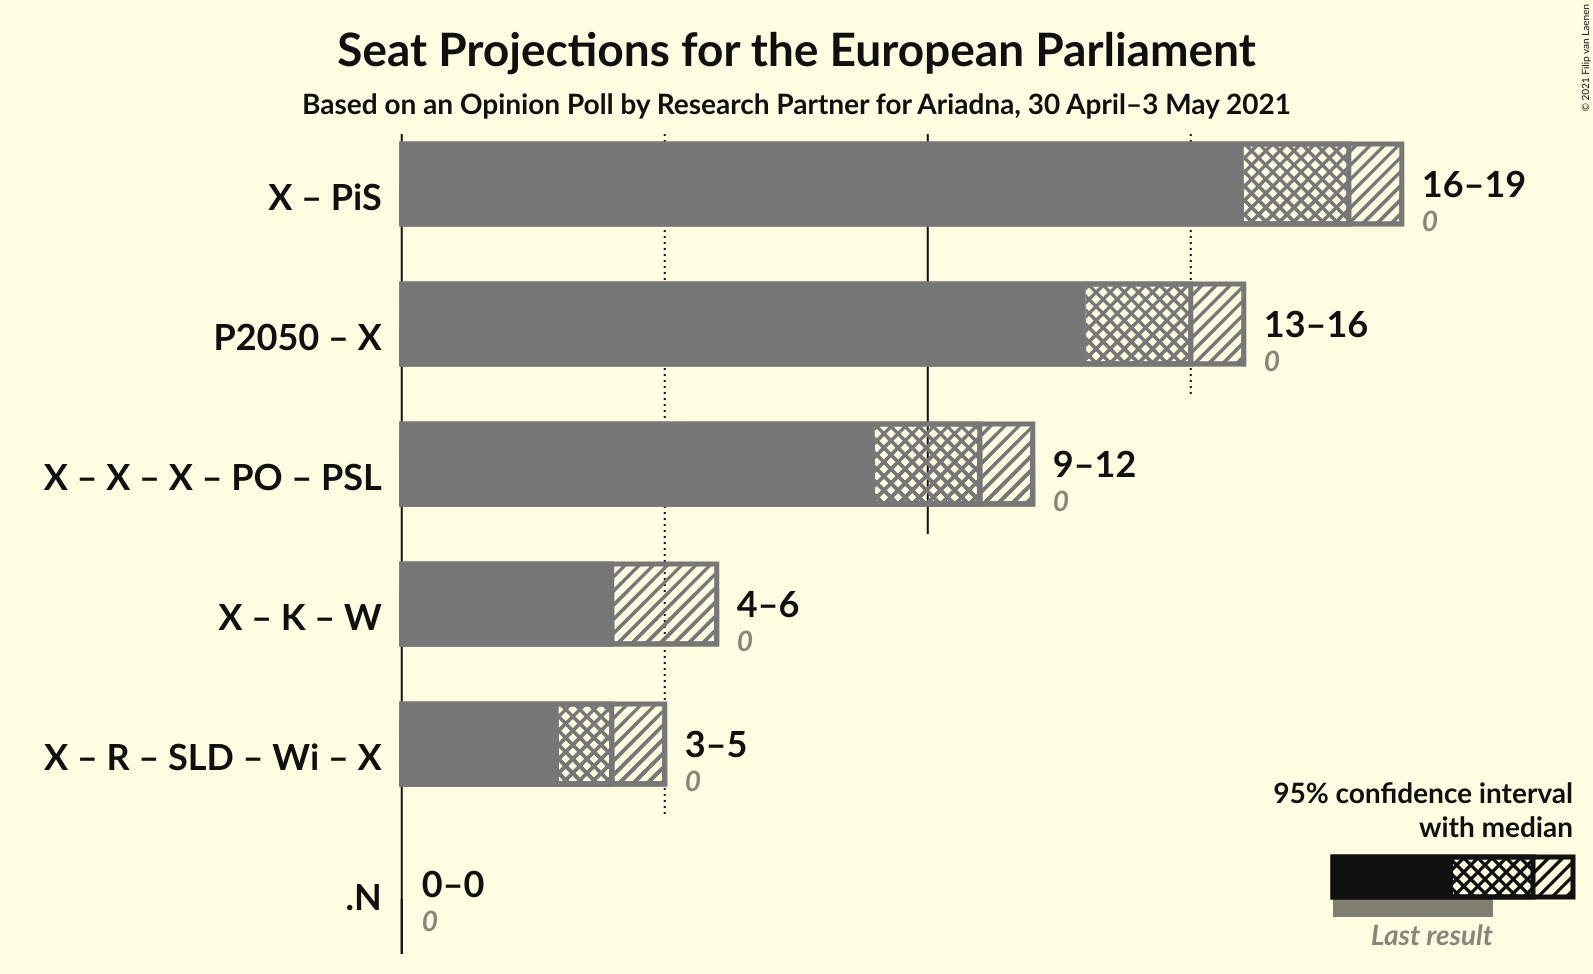 Seat Projections for the European Parliament
Based on an Opinion Poll by Research Partner for Ariadna, 30 April–3 May 2021
© 2021 Filip van Laenen
X – PiS
16–19
0
P2050 – X
13–16
0
X – X – X – PO – PSL
9–12
0
X – K – W
4–6
0
X – R – SLD – Wi – X
3–5
0
.N
0–0
0
95% confidence interval
with median
Last result